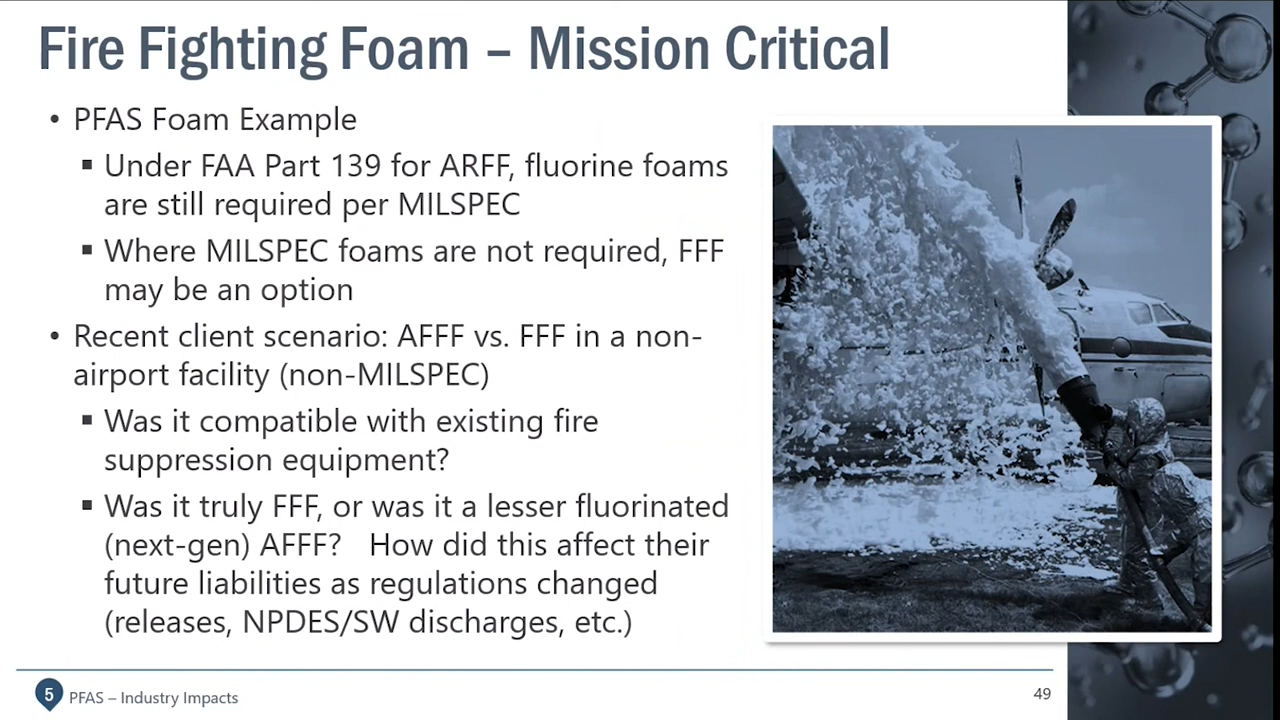 Fire Fighting Foam – Mission Critical
• PFAS Foam Example
▪ Under FAA Part 139 for ARFF, fluorine foams
are still required per MILSPEC
▪ Where MILSPEC foams are not required, FFF
may be an option
• Recent client scenario: AFFF vs. FFF in a non-
airport facility (non-MILSPEC)
▪ Was it compatible with existing fire
suppression equipment?
▪ Was it truly FFF, or was it a lesser fluorinated
(next-gen) AFFF?   How did this affect their
future liabilities as regulations changed
(releases, NPDES/SW discharges, etc.)
5 PFAS – Industry Impacts
49